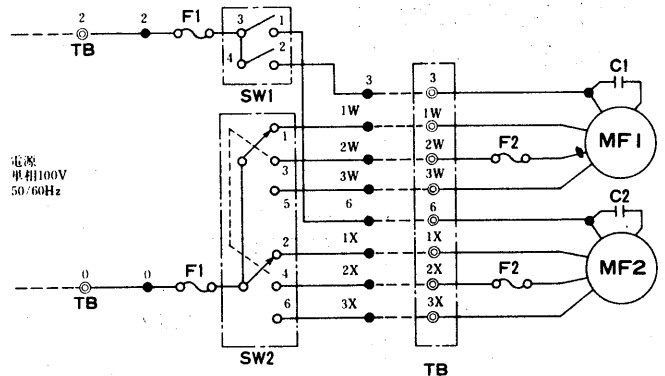 2 2 F1 3 1
TB 4 2
SW1
3 3 C1
1W 1W
1 2W 2W F2 MF1
3 3W 3W
電源
単相100V
50/60Hz
5 6 6 C2
2 1X 1X
0 0 F1 4 2X 2X F2 MF2
TB 6 3X 3X
SW2 TB